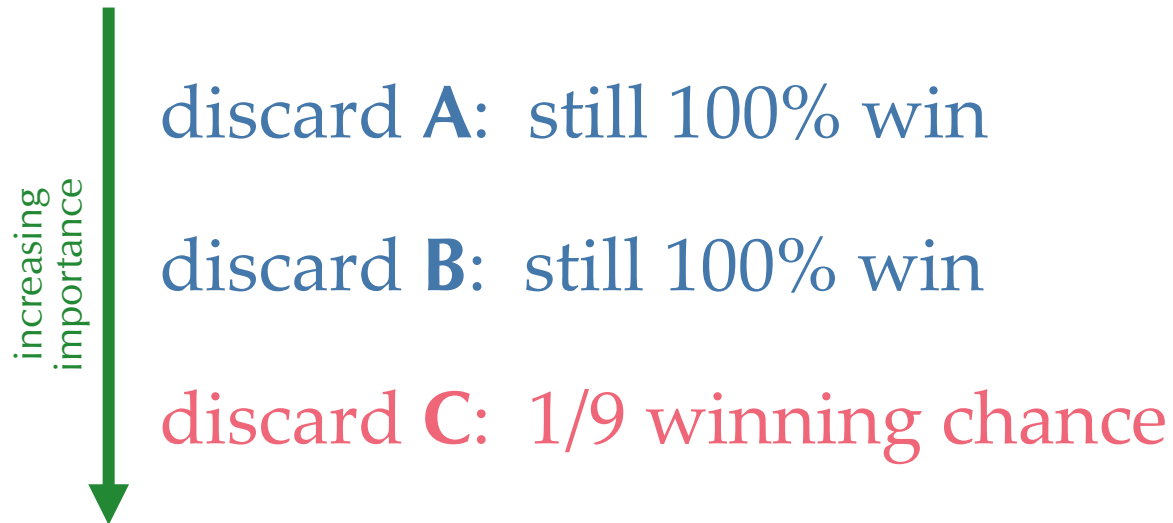 increasing
importance
discard A: still 100% win
discard B: still 100% win
discard C: 1/9 winning chance